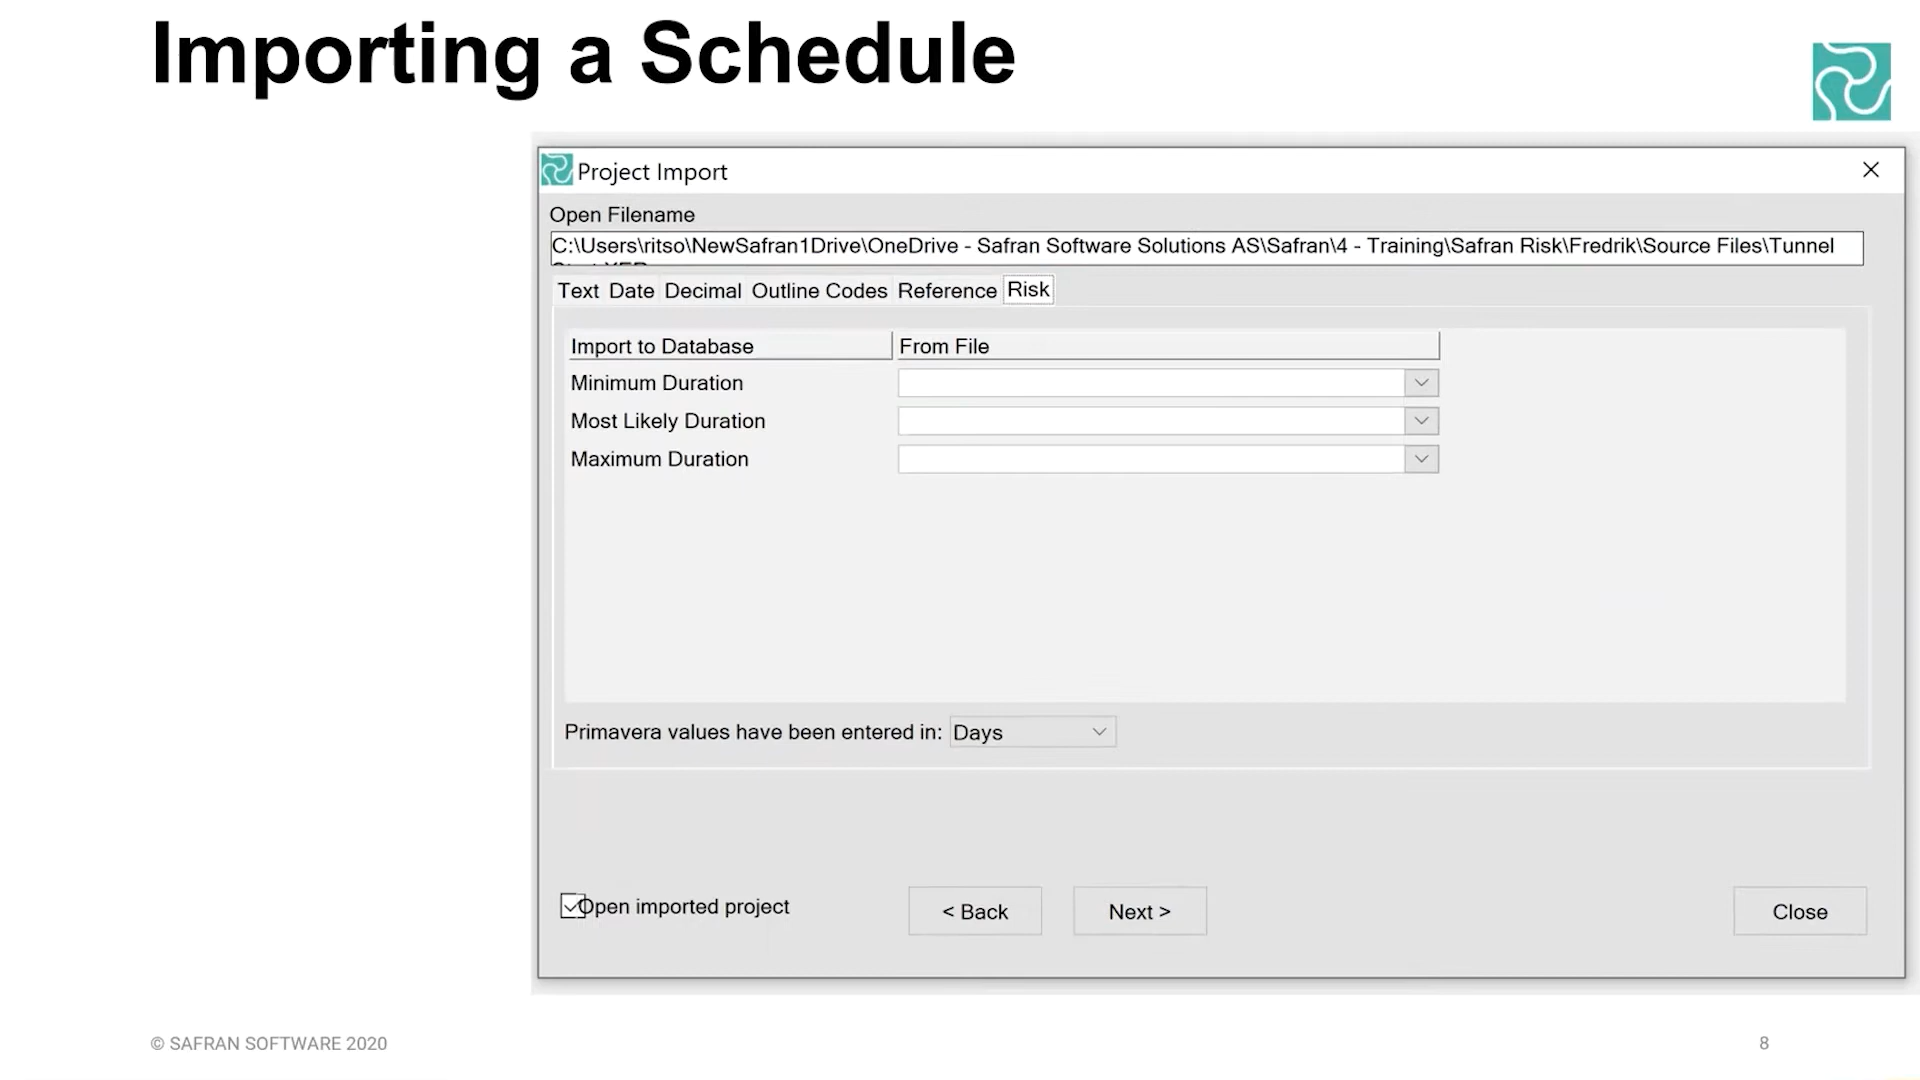 Importing a Schedule
Project Import
Open Filename
C:\Users\ritso\NewSafran1Drive\OneDrive - Safran Software Solutions AS\Safran\4 - Training\Safran Risk\Fredrik\Source Files\Tunnel
Text Date Decimal Outline Codes Reference Risk
Import to Database From File
Minimum Duration
Most Likely Duration
Maximum Duration
Primavera values have been entered in: Days
Open imported project < Back Next > Close
© SAFRAN SOFTWARE 2020 8